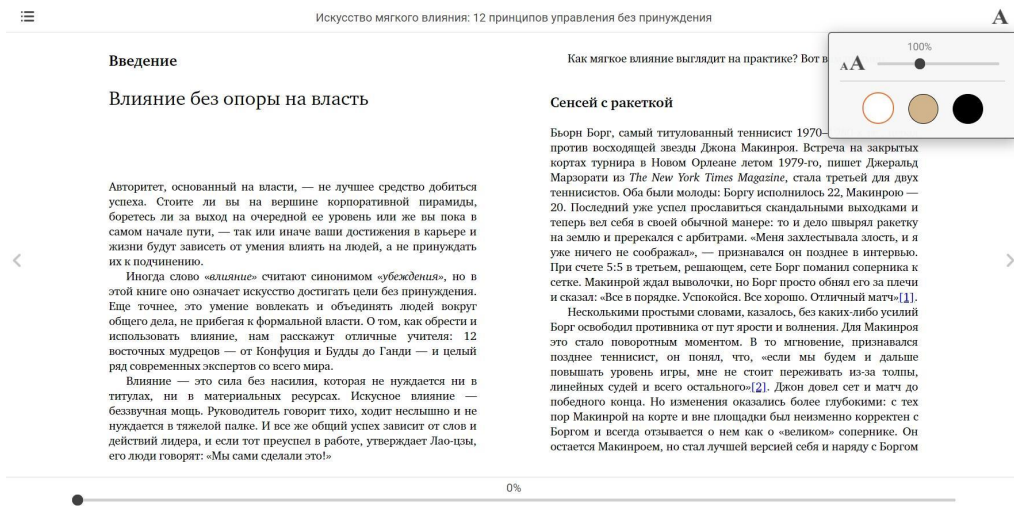 Искусство мягкого влияния: 12 принципов управления без принуждения
A
Введение
Влияние без опоры на власть
Авторитет, основанный на власти, — не лучшее средство добиться
успеха. Стоите ли вы на вершине корпоративной пирамиды,
боретесь ли за выход на очередной ее уровень или же вы пока в
самом начале пути, — так или иначе ваши достижения в карьере и
жизни будут зависеть от умения влиять на людей, а не принуждать
их к подчинению.
Иногда слово «влияние» считают синонимом «убеждения», но в
этой книге оно означает искусство достигать цели без принуждения.
Еще точнее, это умение вовлекать и объединять людей вокруг
общего дела, не прибегая к формальной власти. О том, как обрести и
использовать влияние, нам расскажут отличные учителя: 12
восточных мудрецов — от Конфуция и Будды до Ганди — и целый
ряд современных экспертов со всего мира.
Влияние — это сила без насилия, которая не нуждается ни в
титулах, ни в материальных ресурсах. Искусное влияние —
беззвучная мощь. Руководитель говорит тихо, ходит неслышно и не
нуждается в тяжелой палке. И все же общий успех зависит от слов и
действий лидера, и если тот преуспел в работе, утверждает Лао-цзы,
его люди говорят: «Мы сами сделали это!»
Как мягкое влияние выглядит на практике? Вот в
Сенсей с ракеткой
Бьорн Борг, самый титулованный теннисист 1970–
против восходящей звезды Джона Макинроя. Встреча на закрытых
кортах турнира в Новом Орлеане летом 1979-го, пишет Джеральд
Марзорати из The New York Times Magazine, стала третьей для двух
теннисистов. Оба были молоды: Боргу исполнилось 22, Макинрою —
20. Последний уже успел прославиться скандальными выходками и
теперь вел себя в своей обычной манере: то и дело швырял ракетку
на землю и пререкался с арбитрами. «Меня захлестывала злость, и я
уже ничего не соображал», — признавался он позднее в интервью.
При счете 5:5 в третьем, решающем, сете Борг поманил соперника к
сетке. Макинрой ждал выволочки, но Борг просто обнял его за плечи
и сказал: «Все в порядке. Успокойся. Все хорошо. Отличный матч»[1].
Несколькими простыми словами, казалось, без каких-либо усилий
Борг освободил противника от пут ярости и волнения. Для Макинроя
это стало поворотным моментом. В то мгновение, признавался
позднее теннисист, он понял, что, «если мы будем и дальше
повышать уровень игры, мне не стоит переживать из-за толпы,
линейных судей и всего остального»[2]. Джон довел сет и матч до
победного конца. Но изменения оказались более глубокими: с тех
пор Макинрой на корте и вне площадки был неизменно корректен с
Боргом и всегда отзывается о нем как о «великом» сопернике. Он
остается Макинроем, но стал лучшей версией себя и наряду с Боргом
100%
AA
0%